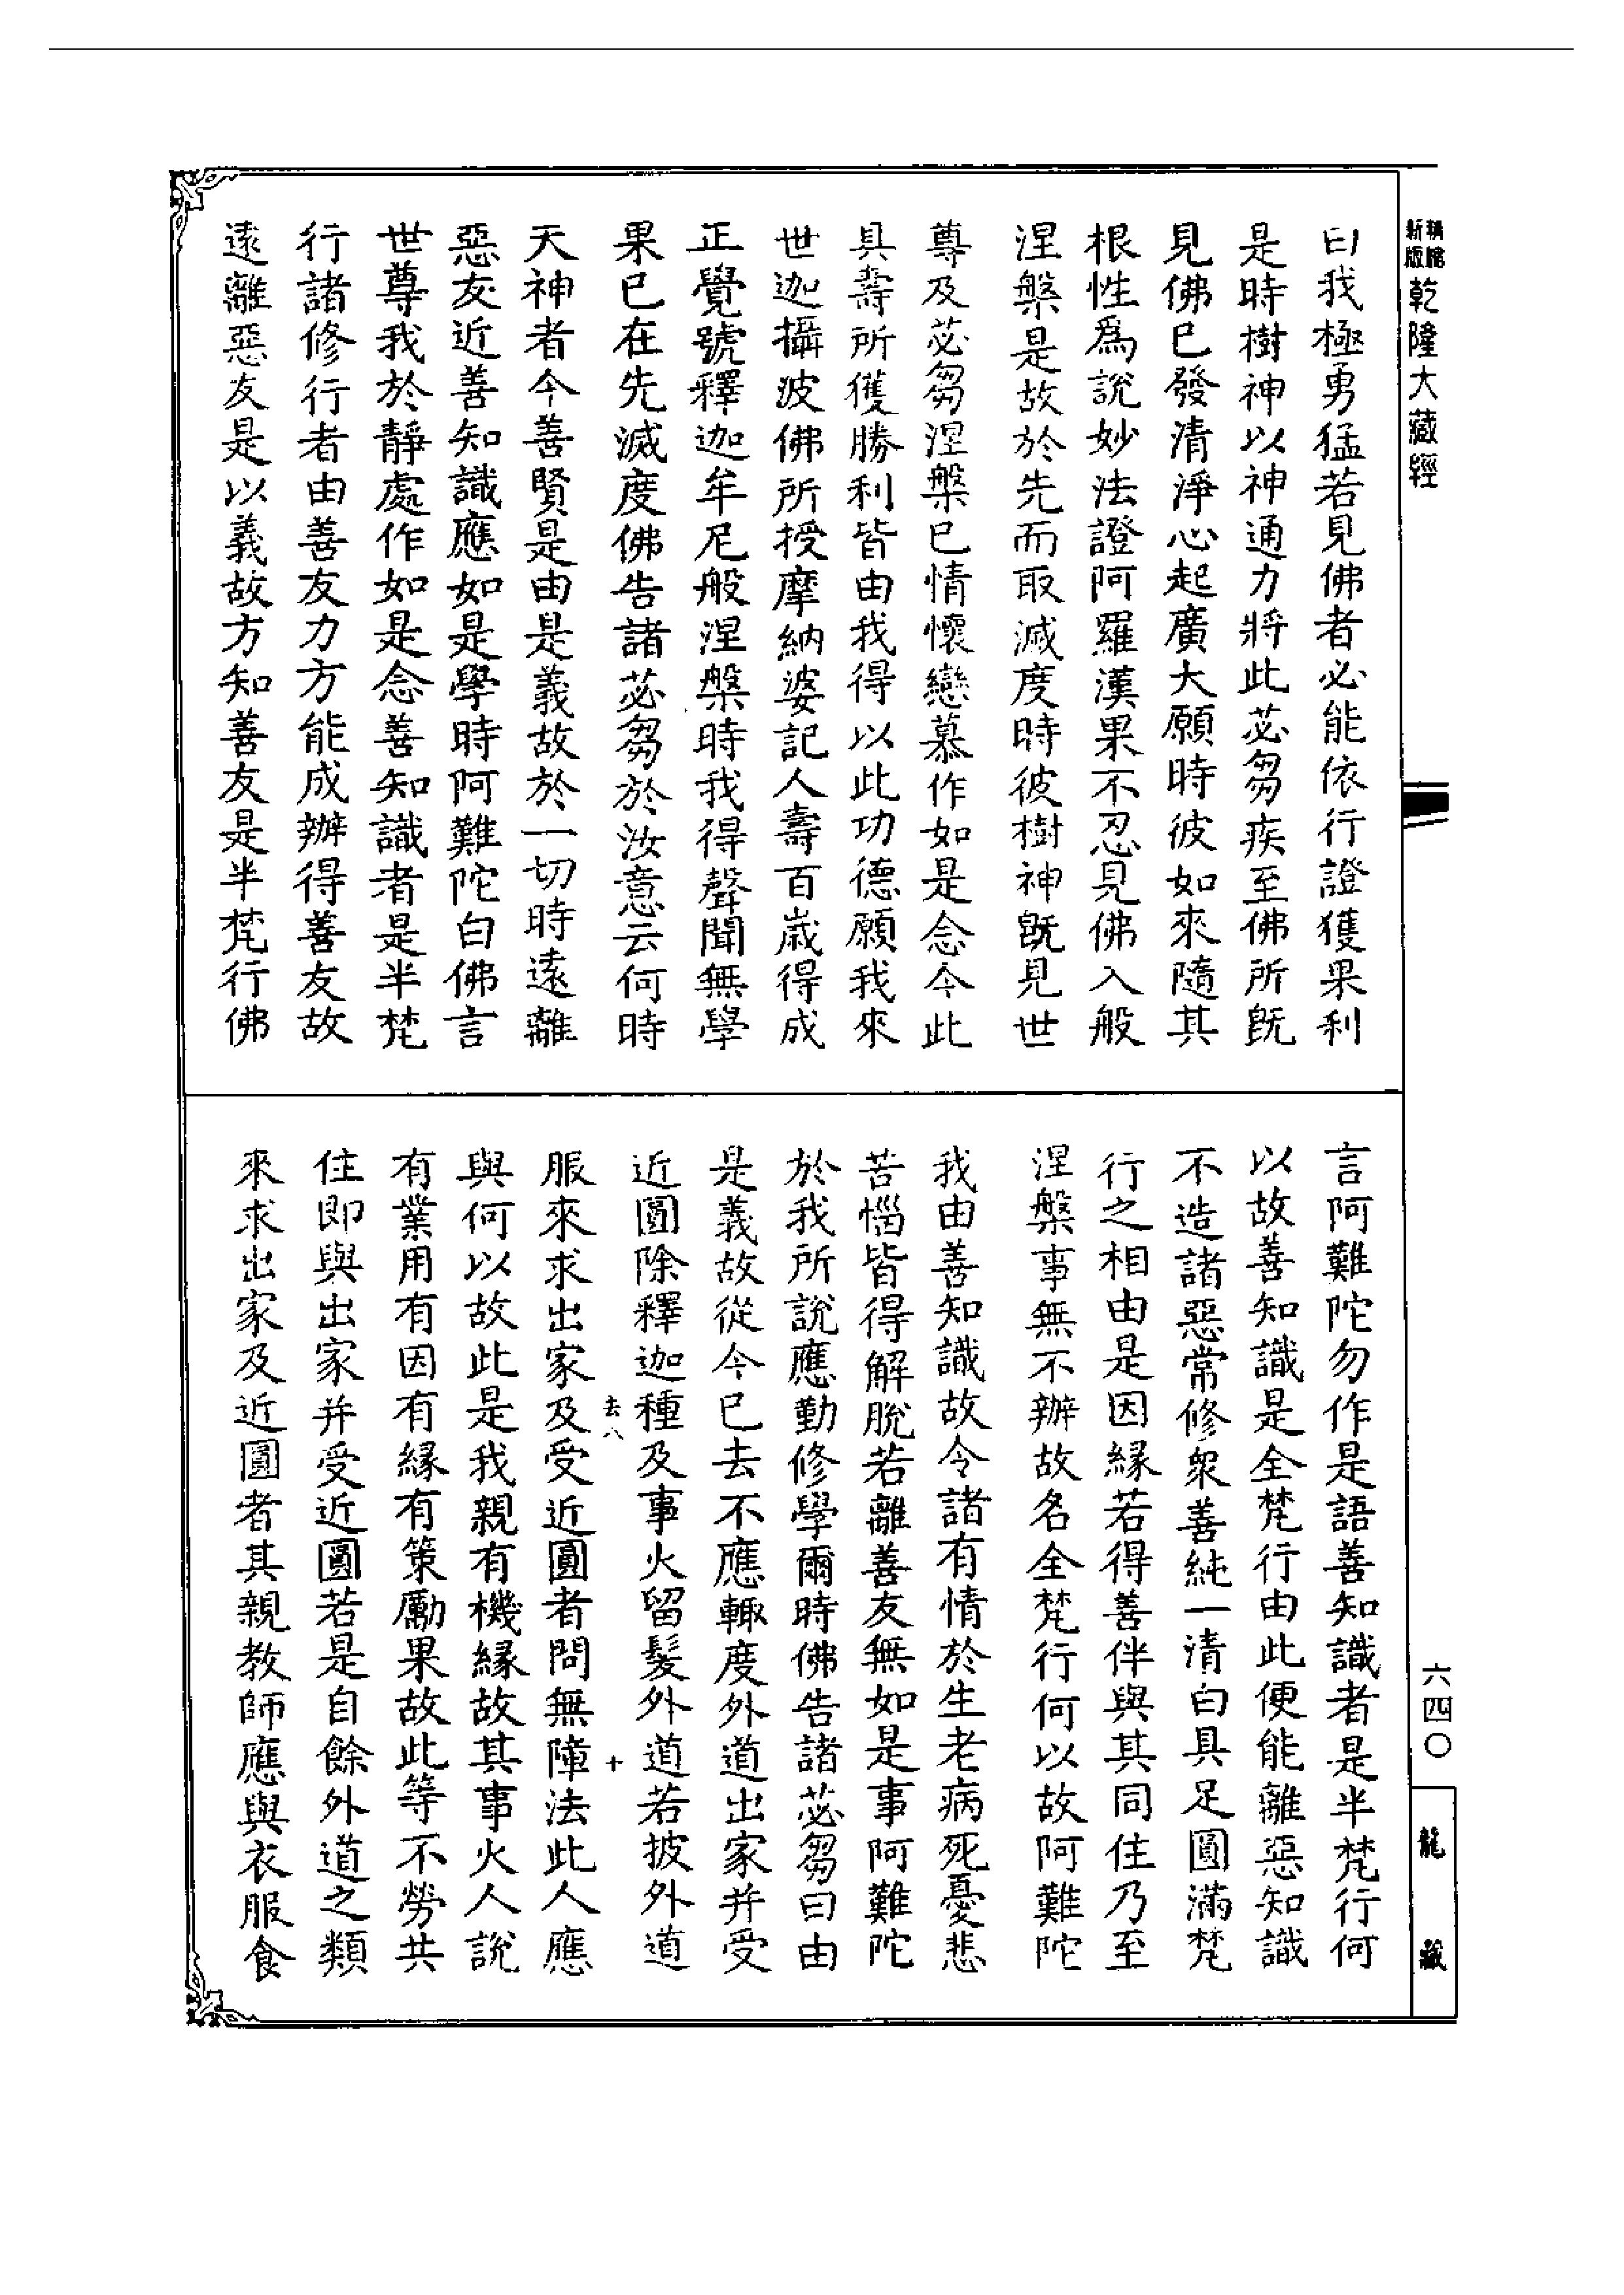 新版乾隆大藏經
曰我極勇猛若見佛者必能依行證獲果利
是時樹神以神通力將此苾芻疾至佛所旣
見佛已發清淨心起廣大願時彼如來隨其
根性爲說妙法證阿羅漢果不忍見佛入般
涅槃是故於先而取滅度時彼樹神旣見世
尊及苾芻涅槃已情懷戀慕作如是念今此
具壽所獲勝利皆由我得以此功德願我來
世迦攝波佛所授摩納婆記人壽百歲得成
正覺號釋迦牟尼般涅槃時我得聲聞無學
果已在先滅度佛告諸苾芻於汝意云何時
天神者今善賢是由是義故於一切時遠離
惡友近善知識應如是學時阿難陀白佛言
世尊我於靜處作如是念善知識者是半梵
行諸修行者由善友力方能成辦得善友故
遠離惡友是以義故方知善友是半梵行佛
言阿難陀勿作是語善知識者是半梵行何
以故善知識是全梵行由此便能離惡知識
不造諸惡常修衆善純一清白具足圓滿梵
行之相由是因緣若得善伴與其同住乃至
涅槃事無不辦故名全梵行何以故阿難陀
我由善知識故令諸有情於生老病死憂悲
苦惱皆得解脫若離善友無如是事阿難陀
於我所說應勤修學爾時佛告諸苾芻曰由
是義故從今已去不應輒度外道出家并受
近圓除釋迦種及事火留髮外道若披外道
去八 十
服來求出家及受近圓者問無障法此人應
與何以故此是我親有機緣故其事火人說
有業用有因有緣有策勵果故此等不勞共
住即與出家并受近圓若是自餘外道之類
來求出家及近圓者其親教師應與衣服食
六四〇
龍藏